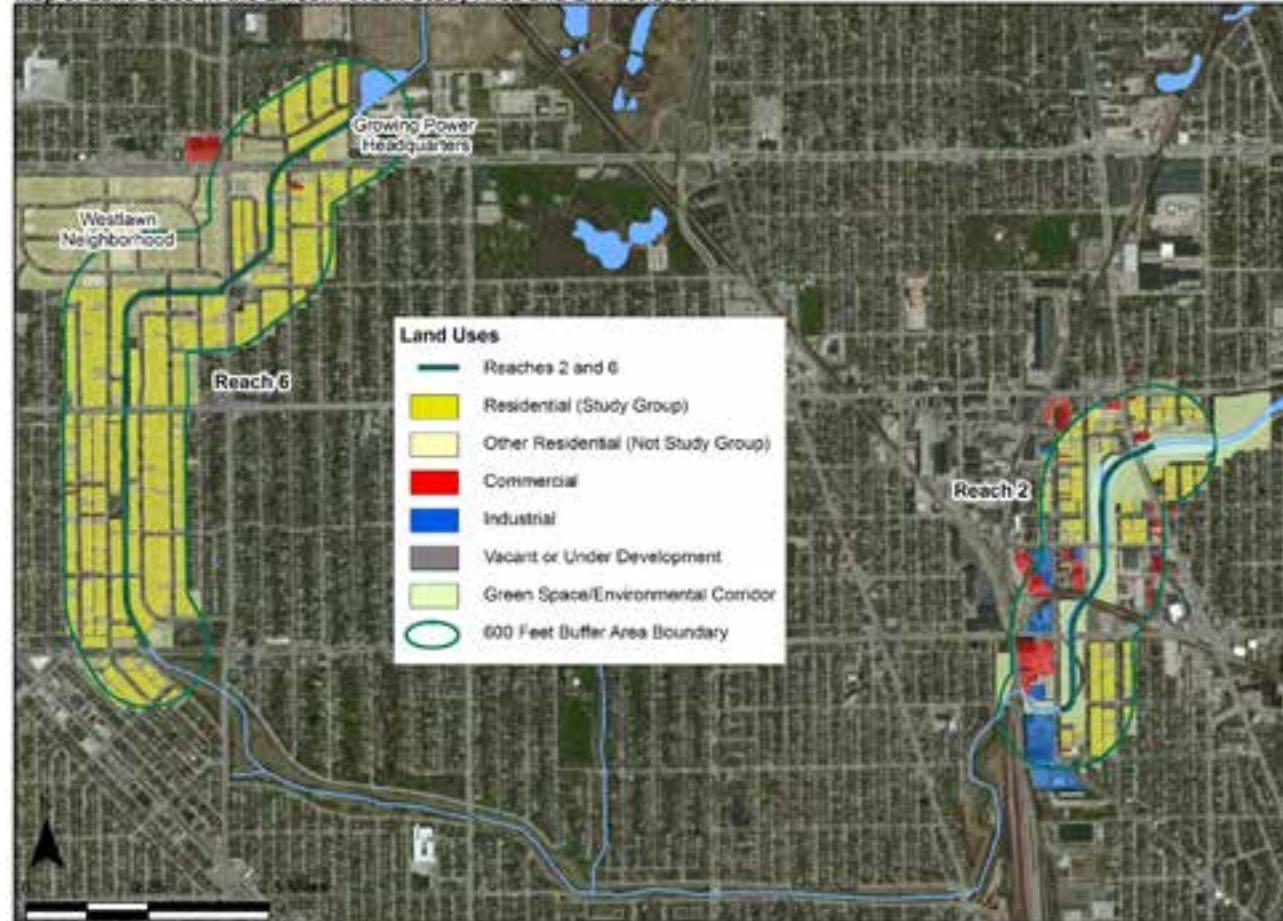 Growing Power
Headquarters
Westlawn
Neighborhood
Reach 6
Land Uses
Reaches 2 and 6
Residential (Study Group)
Other Residential (Not Study Group)
Commercial
Industrial
Vacant or Under Development
Green Space/Environmental Corridor
600 Feet Buffer Area Boundary
Reach 2